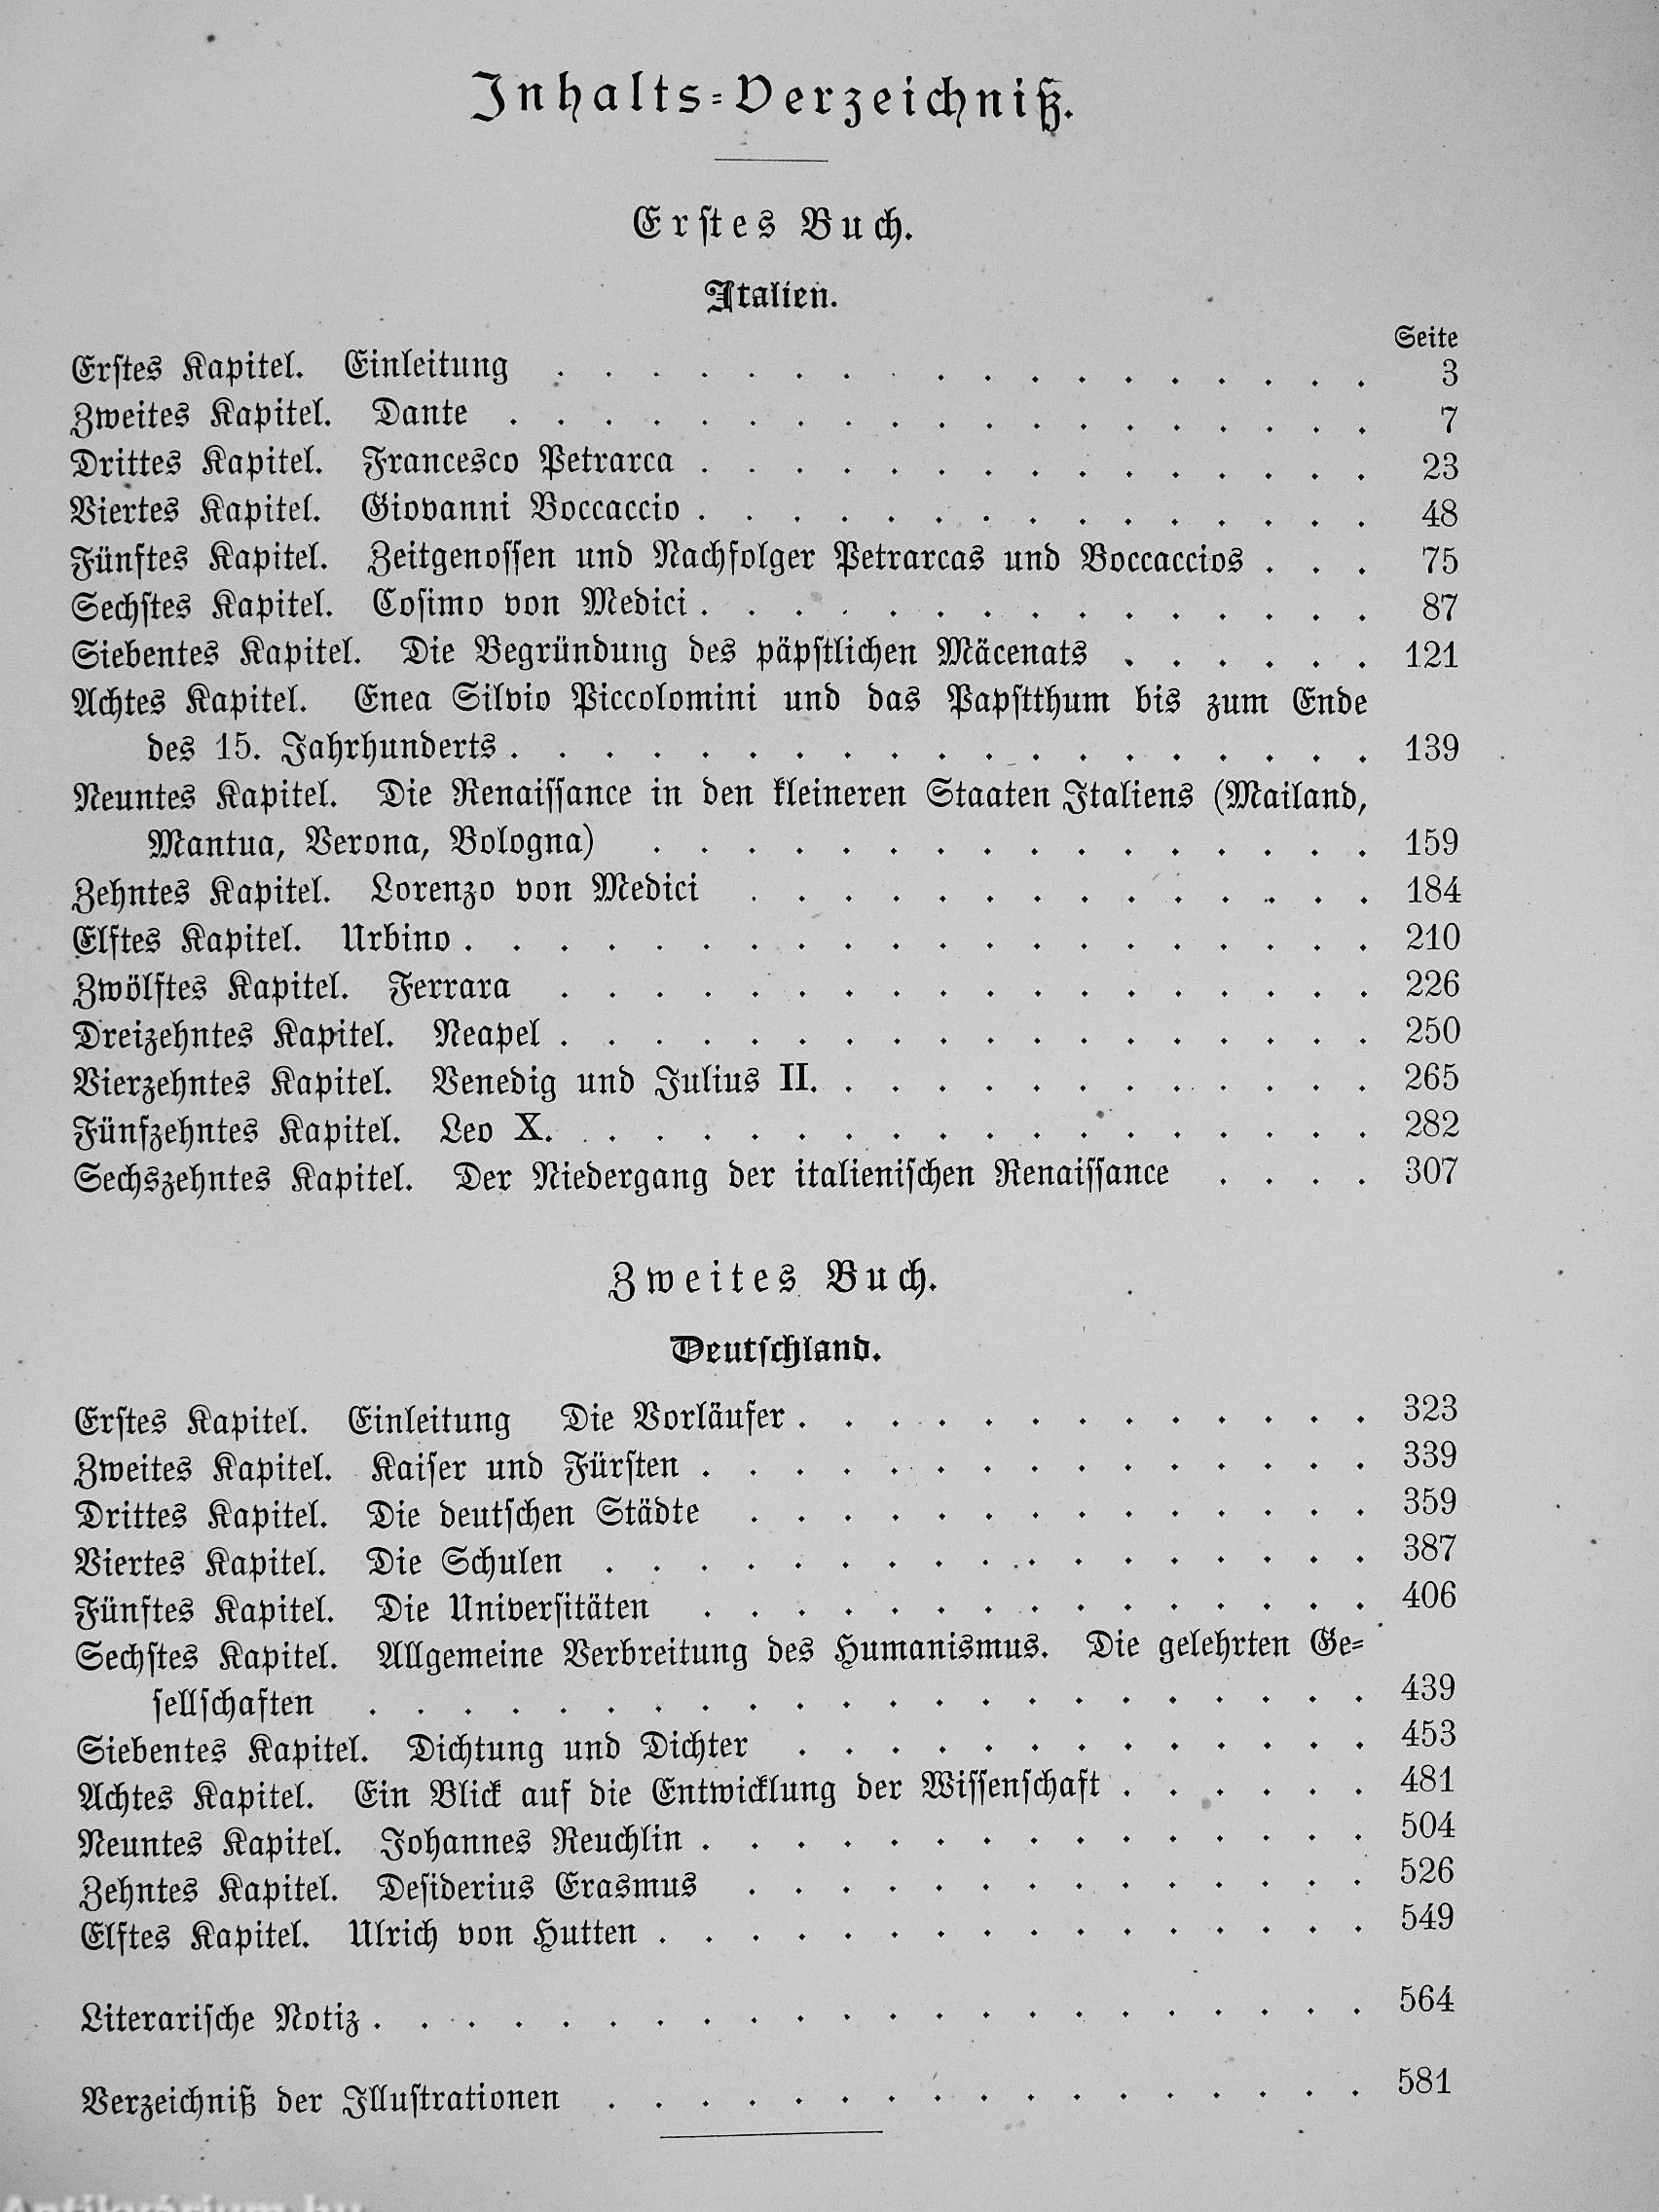 Inhalts-Verzeichniß.
Erstes Buch.
Italien.
Seite
Erstes Kapitel. Einleitung . . . . . . . . . . . . . . . . . 3
Zweites Kapitel. Dante . . . . . . . . . . . . . . . . . . . 7
Drittes Kapitel. Francesco Petrarca . . . . . . . . . . . . . . . 23
Viertes Kapitel. Giovanni Boccaccio . . . . . . . . . . . . . . . 48
Fünftes Kapitel. Zeitgenossen und Nachfolger Petrarcas und Boccaccios . . . 75
Sechstes Kapitel. Cosimo von Medici . . . . . . . . . . . . . . . 87
Siebentes Kapitel. Die Begründung des päpstlichen Mäcenats . . . . . . 121
Achtes Kapitel. Enea Silvio Piccolomini und das Papstthum bis zum Ende
des 15. Jahrhunderts . . . . . . . . . . . . . . . . . . . 139
Neuntes Kapitel. Die Renaissance in den kleineren Staaten Italiens (Mailand,
Mantua, Verona, Bologna) . . . . . . . . . . . . . . . . 159
Zehntes Kapitel. Lorenzo von Medici . . . . . . . . . . . . . . 184
Elftes Kapitel. Urbino . . . . . . . . . . . . . . . . . . . . 210
Zwölftes Kapitel. Ferrara . . . . . . . . . . . . . . . . . . 226
Dreizehntes Kapitel. Neapel . . . . . . . . . . . . . . . . . . 250
Vierzehntes Kapitel. Venedig und Julius II. . . . . . . . . . . . . 265
Fünfzehntes Kapitel. Leo X. . . . . . . . . . . . . . . . . . 282
Sechszehntes Kapitel. Der Niedergang der italienischen Renaissance . . . . 307
Zweites Buch.
Deutschland.
Erstes Kapitel. Einleitung Die Vorläufer . . . . . . . . . . . . . 323
Zweites Kapitel. Kaiser und Fürsten . . . . . . . . . . . . . . . 339
Drittes Kapitel. Die deutschen Städte . . . . . . . . . . . . . . 359
Viertes Kapitel. Die Schulen . . . . . . . . . . . . . . . . . 387
Fünftes Kapitel. Die Universitäten . . . . . . . . . . . . . . . 406
Sechstes Kapitel. Allgemeine Verbreitung des Humanismus. Die gelehrten Ge-
sellschaften . . . . . . . . . . . . . . . . . . . . . . 439
Siebentes Kapitel. Dichtung und Dichter . . . . . . . . . . . . . 453
Achtes Kapitel. Ein Blick auf die Entwicklung der Wissenschaft . . . . . . 481
Neuntes Kapitel. Johannes Reuchlin . . . . . . . . . . . . . . . 504
Zehntes Kapitel. Desiderius Erasmus . . . . . . . . . . . . . . 526
Elftes Kapitel. Ulrich von Hutten . . . . . . . . . . . . . . . . 549
Literarische Notiz . . . . . . . . . . . . . . . . . . . . . . 564
Verzeichniß der Illustrationen . . . . . . . . . . . . . . . . . 581
Antikvárium.hu